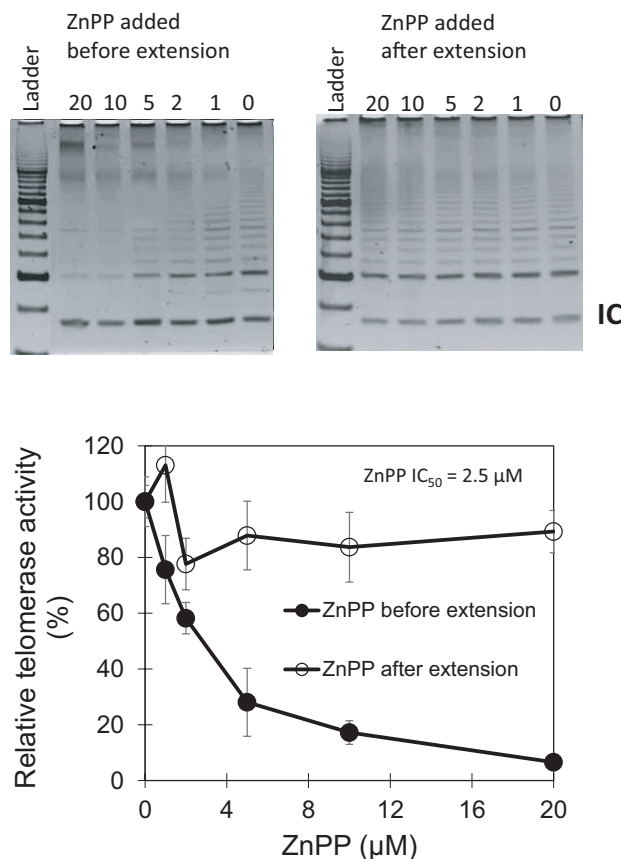 ZnPP added
before extension
Ladder
20 10 5 2 1 0
ZnPP added
after extension
Ladder
20 10 5 2 1 0
IC
120
100
80
60
40
20
0
Relative telomerase activity
(%)
ZnPP IC₅₀ = 2.5 µM
ZnPP before extension
ZnPP after extension
0 4 8 12 16 20
ZnPP (µM)